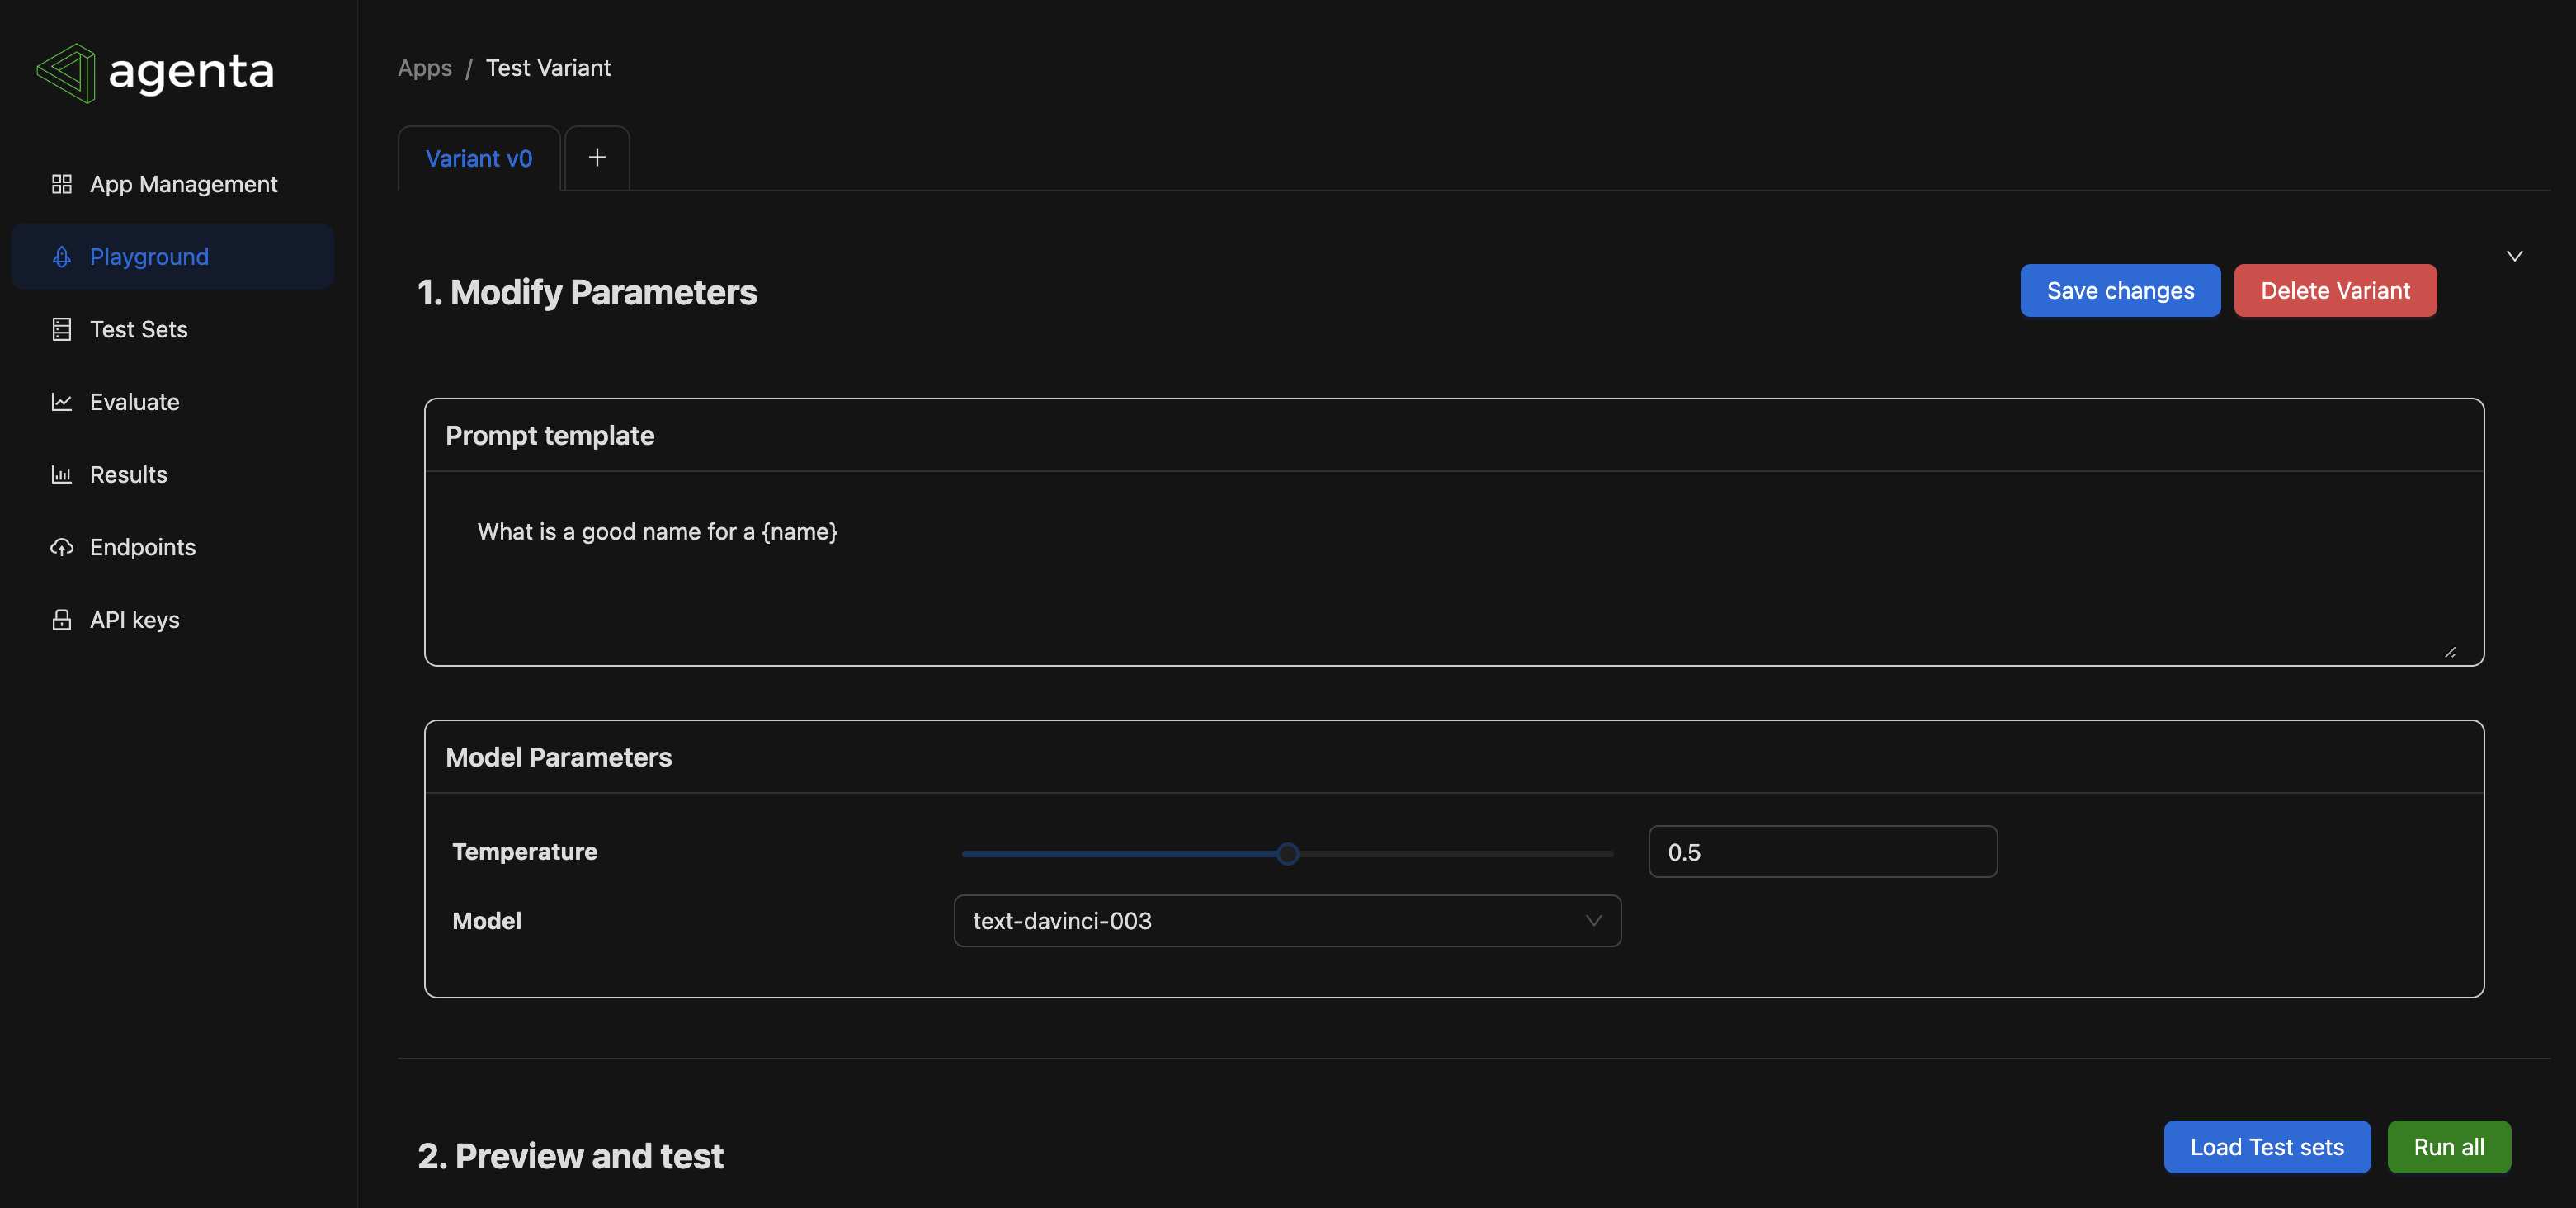 agenta
App Management
Playground
Test Sets
Evaluate
Results
Endpoints
API keys
Apps / Test Variant
Variant v0 +
1. Modify Parameters
Save changes
Delete Variant
Prompt template
What is a good name for a {name}
Model Parameters
Temperature
0.5
Model
text-davinci-003
2. Preview and test
Load Test sets
Run all